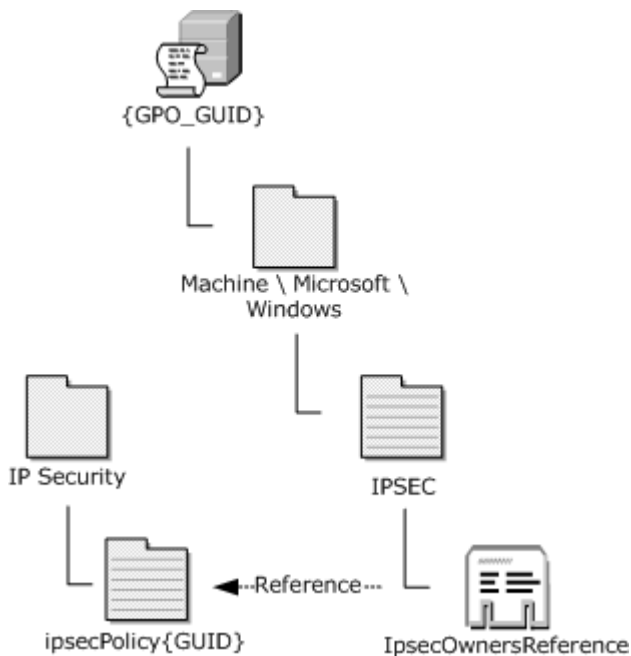 {GPO_GUID}
Machine \ Microsoft \
Windows
IP Security
IPSEC
Reference
ipsecPolicy{GUID}
IpsecOwnersReference